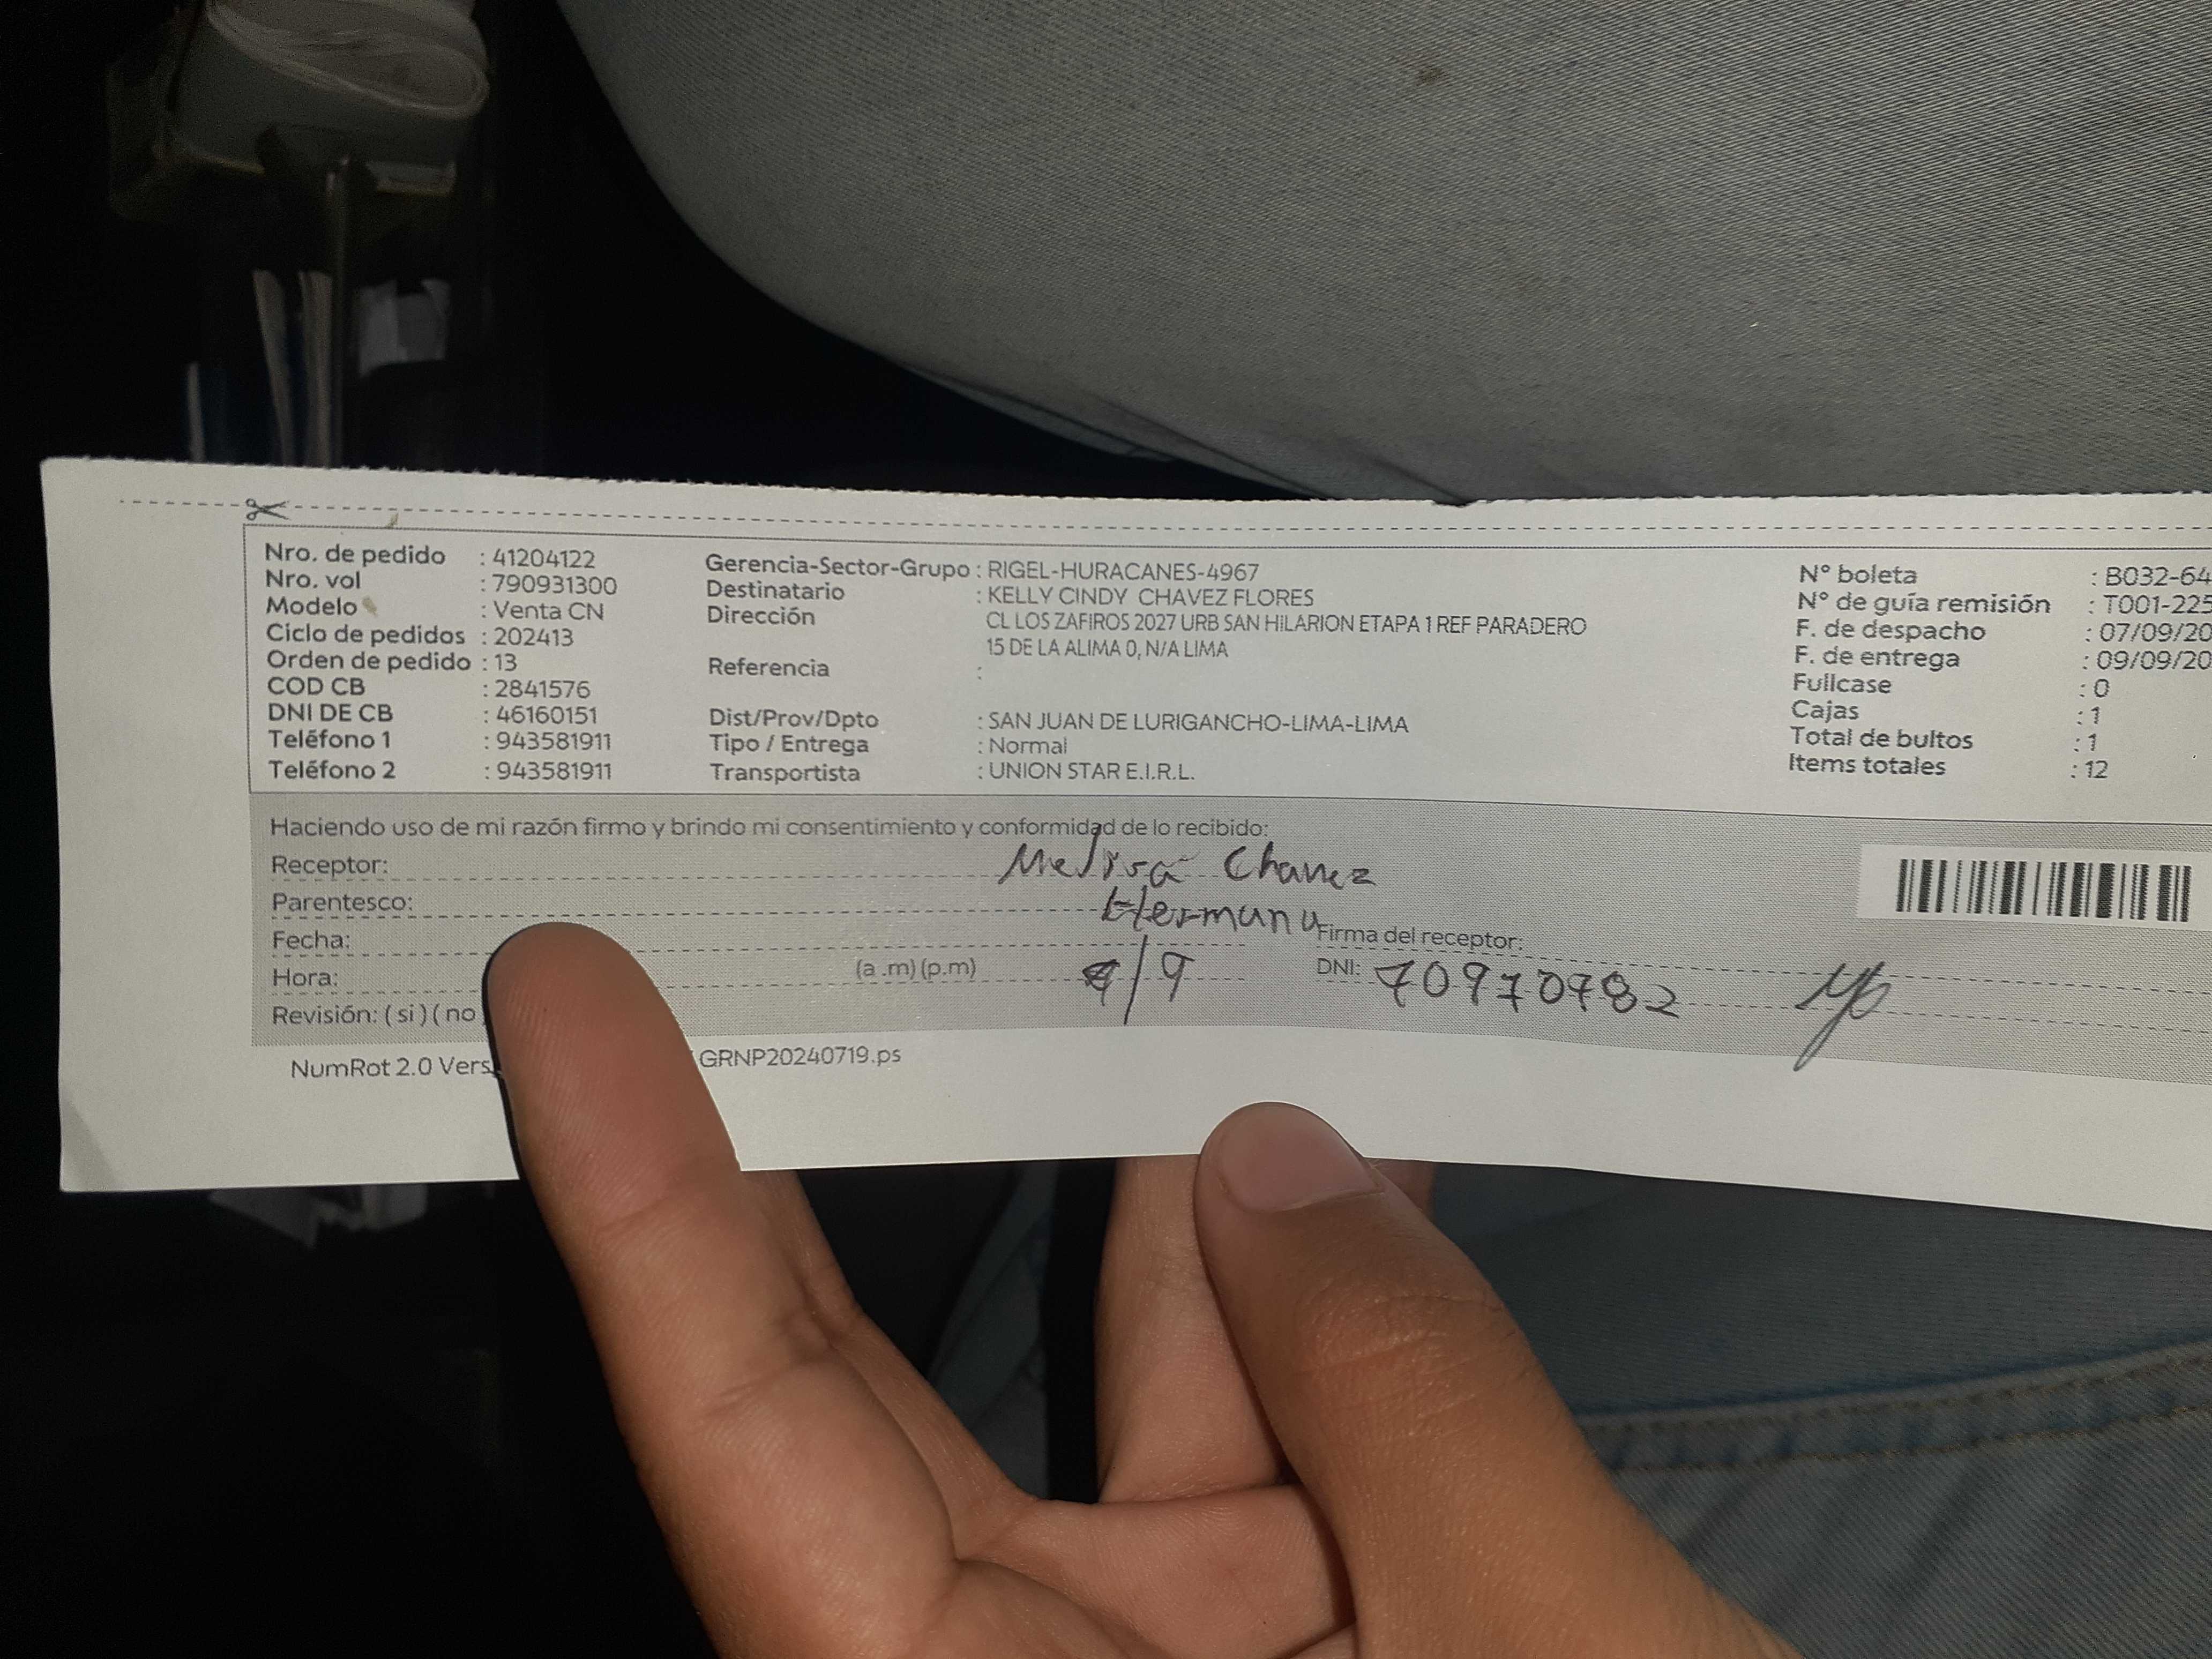 Nro. de pedido : 41204122
Nro. vol : 790931300
Modelo : Venta CN
Ciclo de pedidos : 202413
Orden de pedido : 13
COD CB : 2841576
DNI DE CB : 46160151
Teléfono 1 : 943581911
Teléfono 2 : 943581911
Gerencia-Sector-Grupo : RIGEL-HURACANES-4967
Destinatario : KELLY CINDY CHAVEZ FLORES
Dirección CL LOS ZAFIROS 2027 URB SAN HILARION ETAPA 1 REF PARADERO
15 DE LA ALIMA 0, N/A LIMA
Referencia :
Dist/Prov/Dpto : SAN JUAN DE LURIGANCHO-LIMA-LIMA
Tipo / Entrega : Normal
Transportista : UNION STAR E.I.R.L.
N° boleta : B032-64
N° de guía remisión : T001-225
F. de despacho : 07/09/20
F. de entrega : 09/09/20
Fullcase : 0
Cajas : 1
Total de bultos : 1
Items totales : 12
Haciendo uso de mi razón firmo y brindo mi consentimiento y conformidad de lo recibido:
Receptor: Chavez
Parentesco: Hermana
Fecha:
Firma del receptor:
Hora: (a .m) (p.m)
DNI: 70970782
Revisión: ( si ) ( no
NumRot 2.0 Vers
GRNP20240719.ps